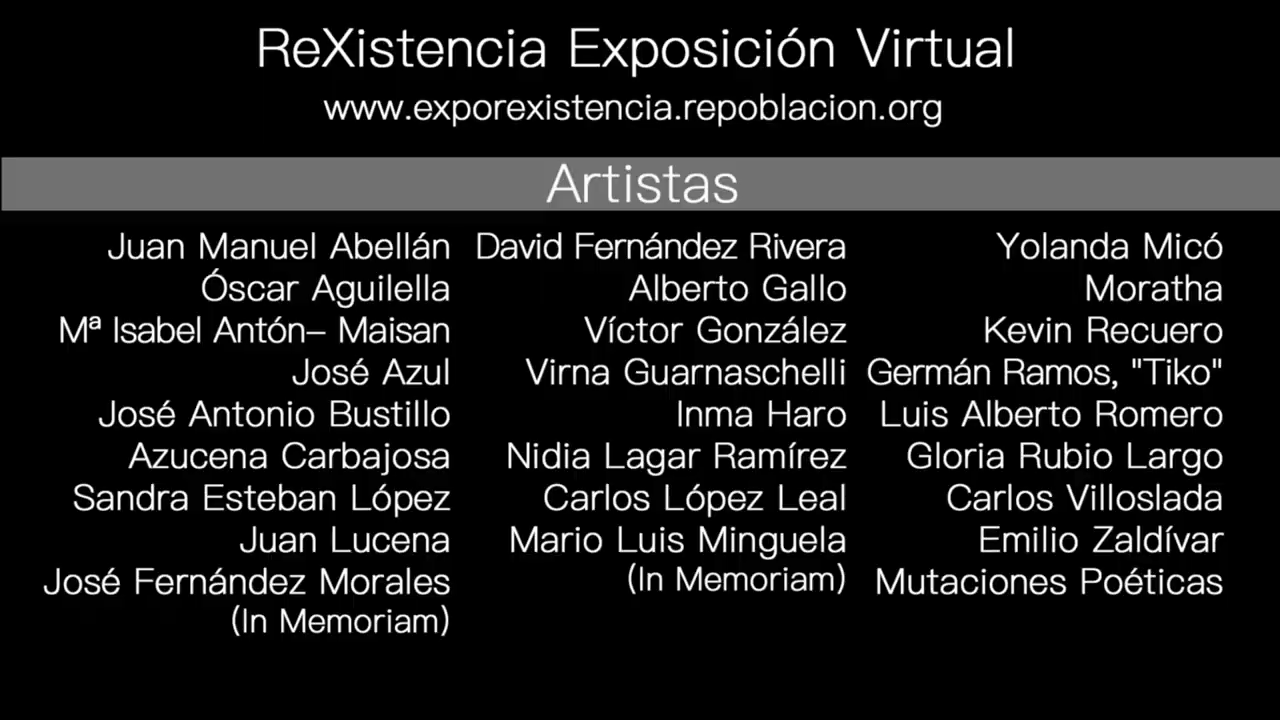 ReXistencia Exposición Virtual
www.exporexistencia.repoblacion.org
Artistas
Juan Manuel Abellán
Óscar Aguilella
Mª Isabel Antón– Maisan
José Azul
José Antonio Bustillo
Azucena Carbajosa
Sandra Esteban López
Juan Lucena
José Fernández Morales
(In Memoriam)
David Fernández Rivera
Alberto Gallo
Víctor González
Virna Guarnaschelli
Inma Haro
Nidia Lagar Ramírez
Carlos López Leal
Mario Luis Minguela
(In Memoriam)
Yolanda Micó
Moratha
Kevin Recuero
Germán Ramos, "Tiko"
Luis Alberto Romero
Gloria Rubio Largo
Carlos Villoslada
Emilio Zaldívar
Mutaciones Poéticas